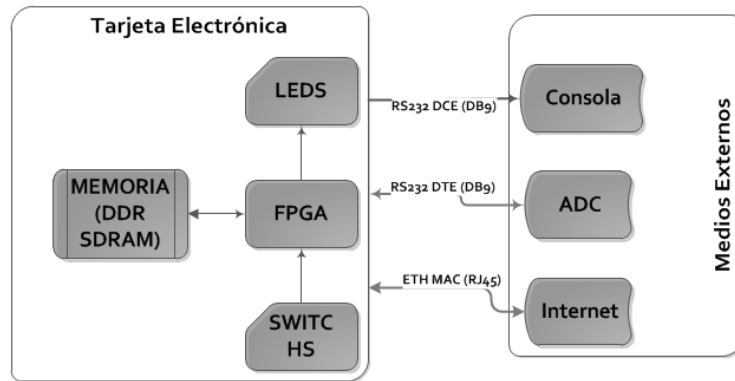 Tarjeta Electrónica
LEDS
RS232 DCE (DB9)
Consola
MEMORIA
(DDR
SDRAM)
FPGA
RS232 DTE (DB9)
ADC
ETH MAC (RJ45)
SWITC
HS
Internet
Medios Externos